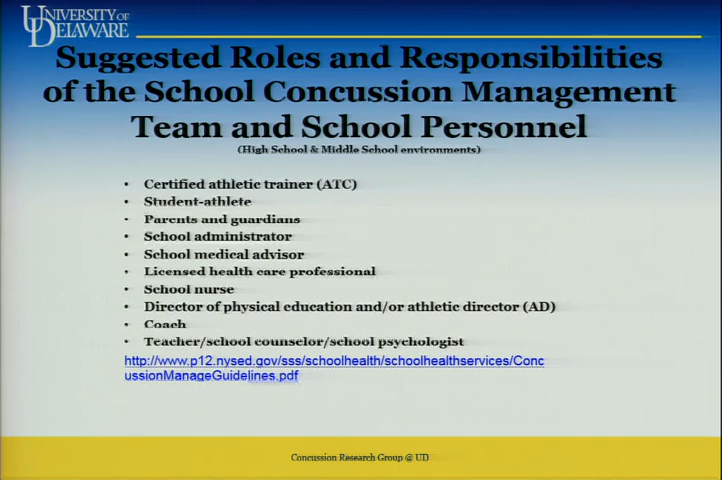 UNIVERSITY OF
DELAWARE
Suggested Roles and Responsibilities
of the School Concussion Management
Team and School Personnel
(High School & Middle School environments)
• Certified athletic trainer (ATC)
• Student-athlete
• Parents and guardians
• School administrator
• School medical advisor
• Licensed health care professional
• School nurse
• Director of physical education and/or athletic director (AD)
• Coach
• Teacher/school counselor/school psychologist
http://www.p12.nysed.gov/sss/schoolhealth/schoolhealthservices/Conc
ussionManageGuidelines.pdf
Concussion Research Group @ UD